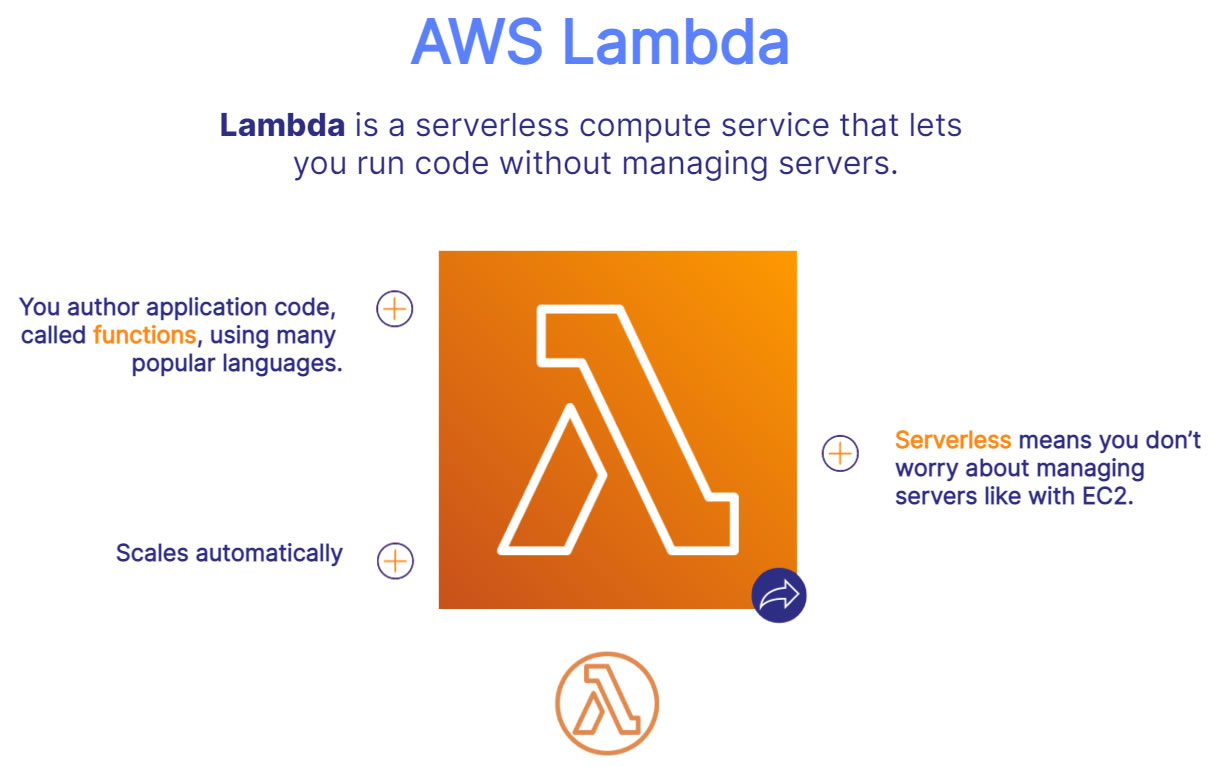 AWS Lambda
Lambda is a serverless compute service that lets
you run code without managing servers.
You author application code,
called functions, using many
popular languages.
Scales automatically
Serverless means you don’t
worry about managing
servers like with EC2.